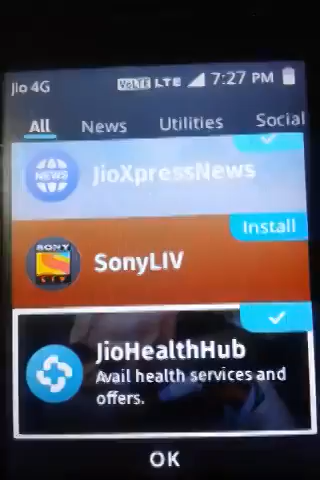 Jio 4G VoLTE LTE 7:27 PM
All News Utilities Social
NEWS JioXpressNews
Install
SONY LIV SonyLIV
JioHealthHub
Avail health services and
offers.
OK